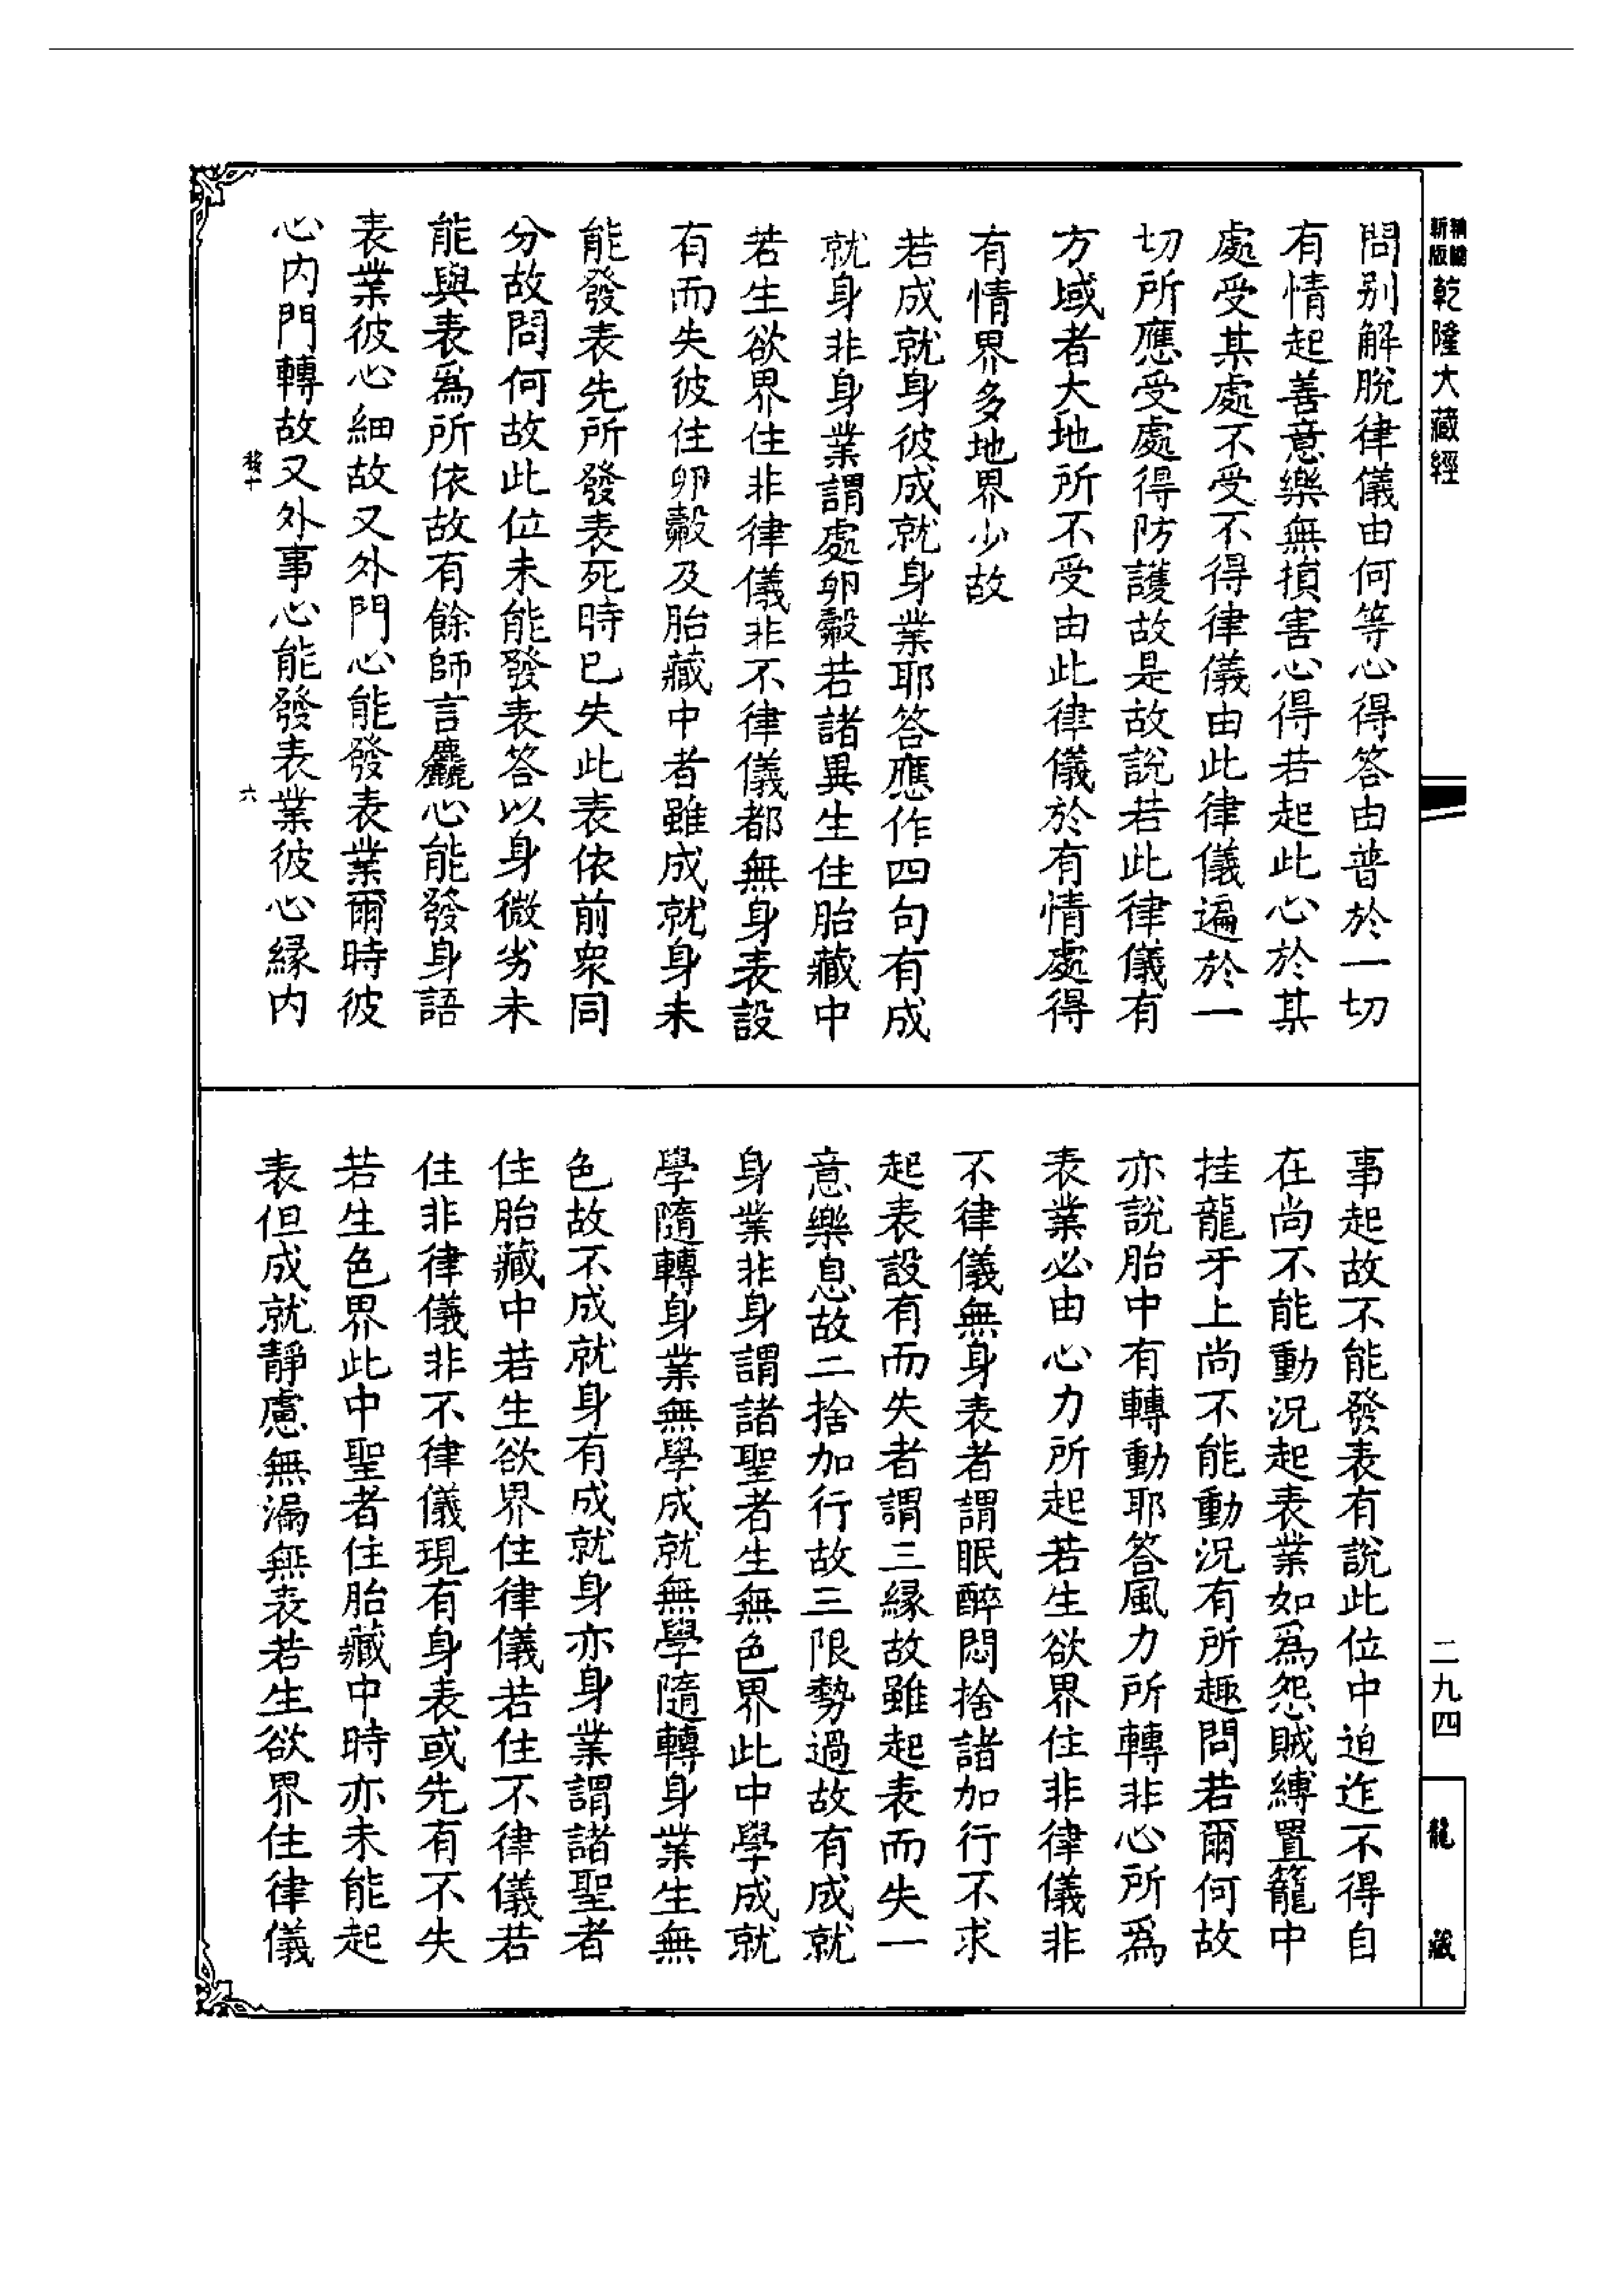 問別解脫律儀由何等心得答由普於一切
有情起善意樂無損害心得若起此心於某
處受某處不受不得律儀由此律儀遍於一
切所應受處得防護故是故說若此律儀有
方域者大地所不受由此律儀於有情處得
有情界多地界少故
若成就身彼成就身業耶答應作四句有成
就身非身業謂處卵㲉若諸異生住胎藏中
若生欲界住非律儀非不律儀都無身表設
有而失彼住卵㲉及胎藏中者雖成就身未
能發表先所發表死時已失此表依前衆同
分故問何故此位未能發表答以身微劣未
能與表爲所依故有餘師言麤心能發身語
表業彼心細故又外門心能發表業爾時彼
心內門轉故又外事心能發表業彼心緣內
六
事起故不能發表有說此位中迫迮不得自
在尚不能動況起表業如爲怨賊縛置籠中
挂龍牙上尚不能動況有所趣問若爾何故
亦說胎中有轉動耶答風力所轉非心所爲
表業必由心力所起若生欲界住非律儀非
不律儀無身表者謂眠醉悶捨諸加行不求
起表設有而失者謂三緣故雖起表而失一
意樂息故二捨加行故三限勢過故有成就
身業非身謂諸聖者生無色界此中學成就
學隨轉身業無學成就無學隨轉身業生無
色故不成就身有成就身亦身業謂諸聖者
住胎藏中若生欲界住律儀若住不律儀若
住非律儀非不律儀現有身表或先有不失
若生色界此中聖者住胎藏中時亦未能起
表但成就靜慮無漏無表若生欲界住律儀
新版
乾隆大藏經
二九四
龍藏